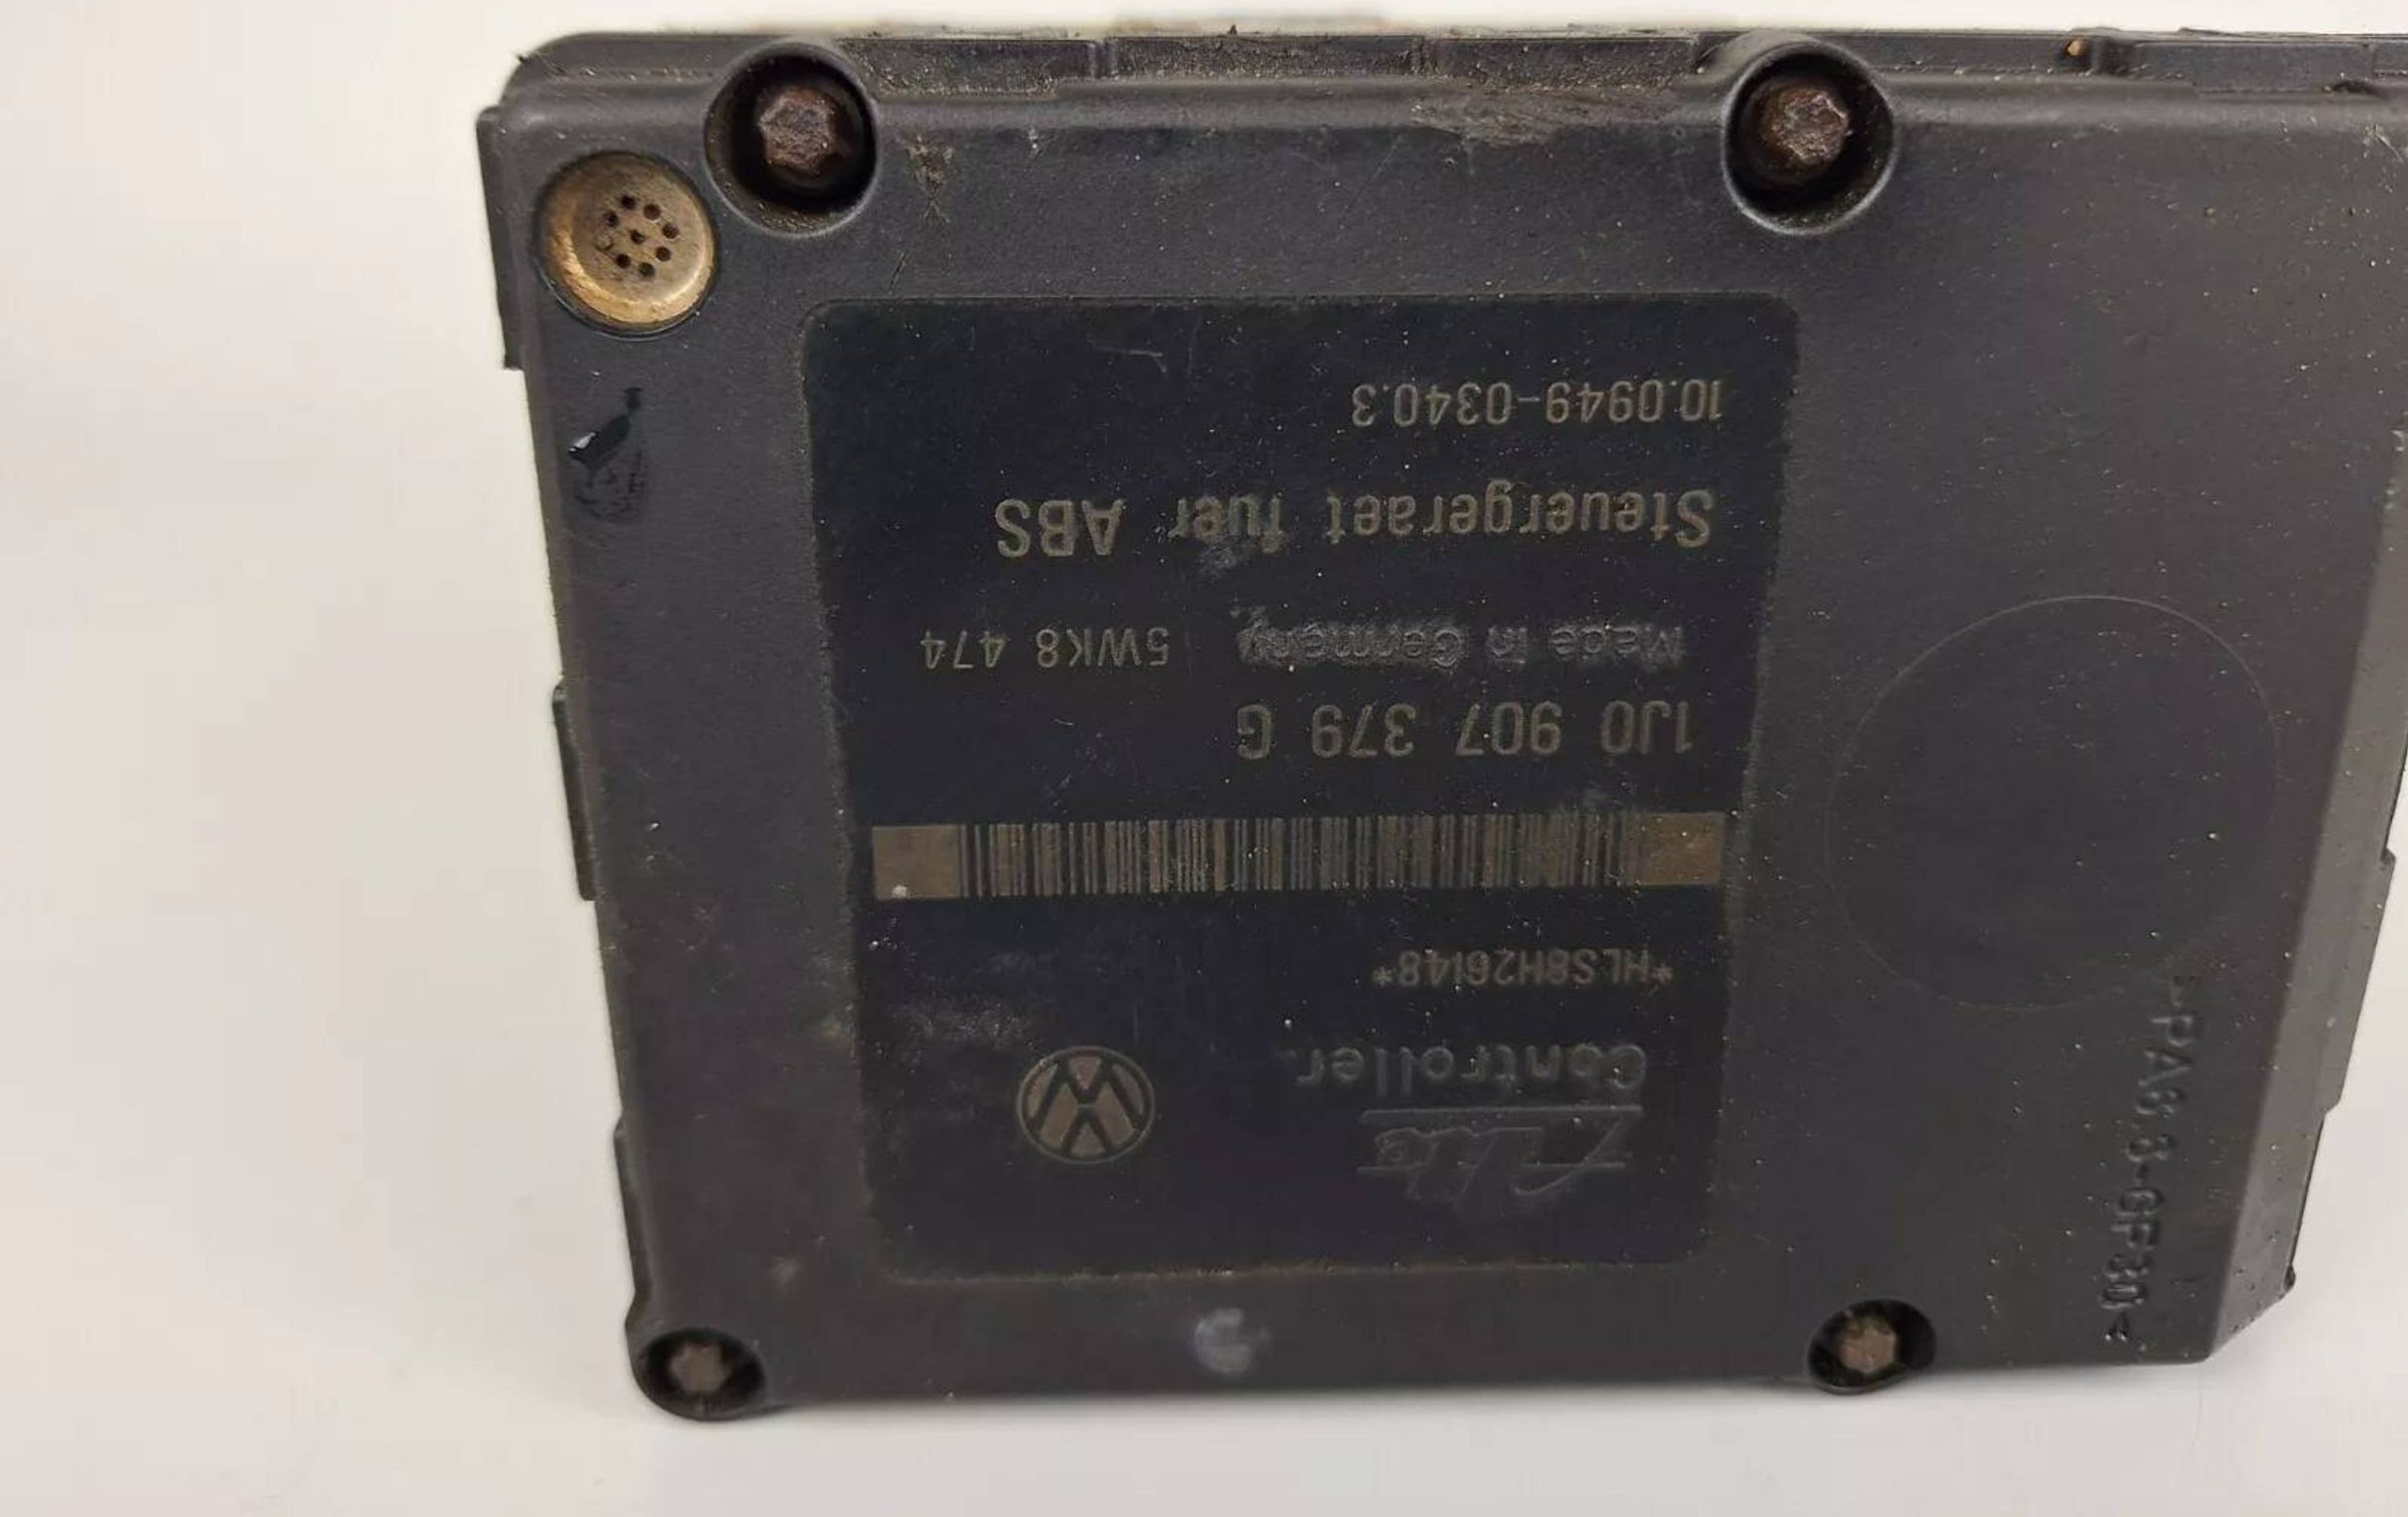 Controller.
*HLS8H26148*
1J0 907 379 G
Made in Germany. 5WK8 474
Steuergeraet fuer ABS
10.0949-0340.3
>PA6.6-GF30<